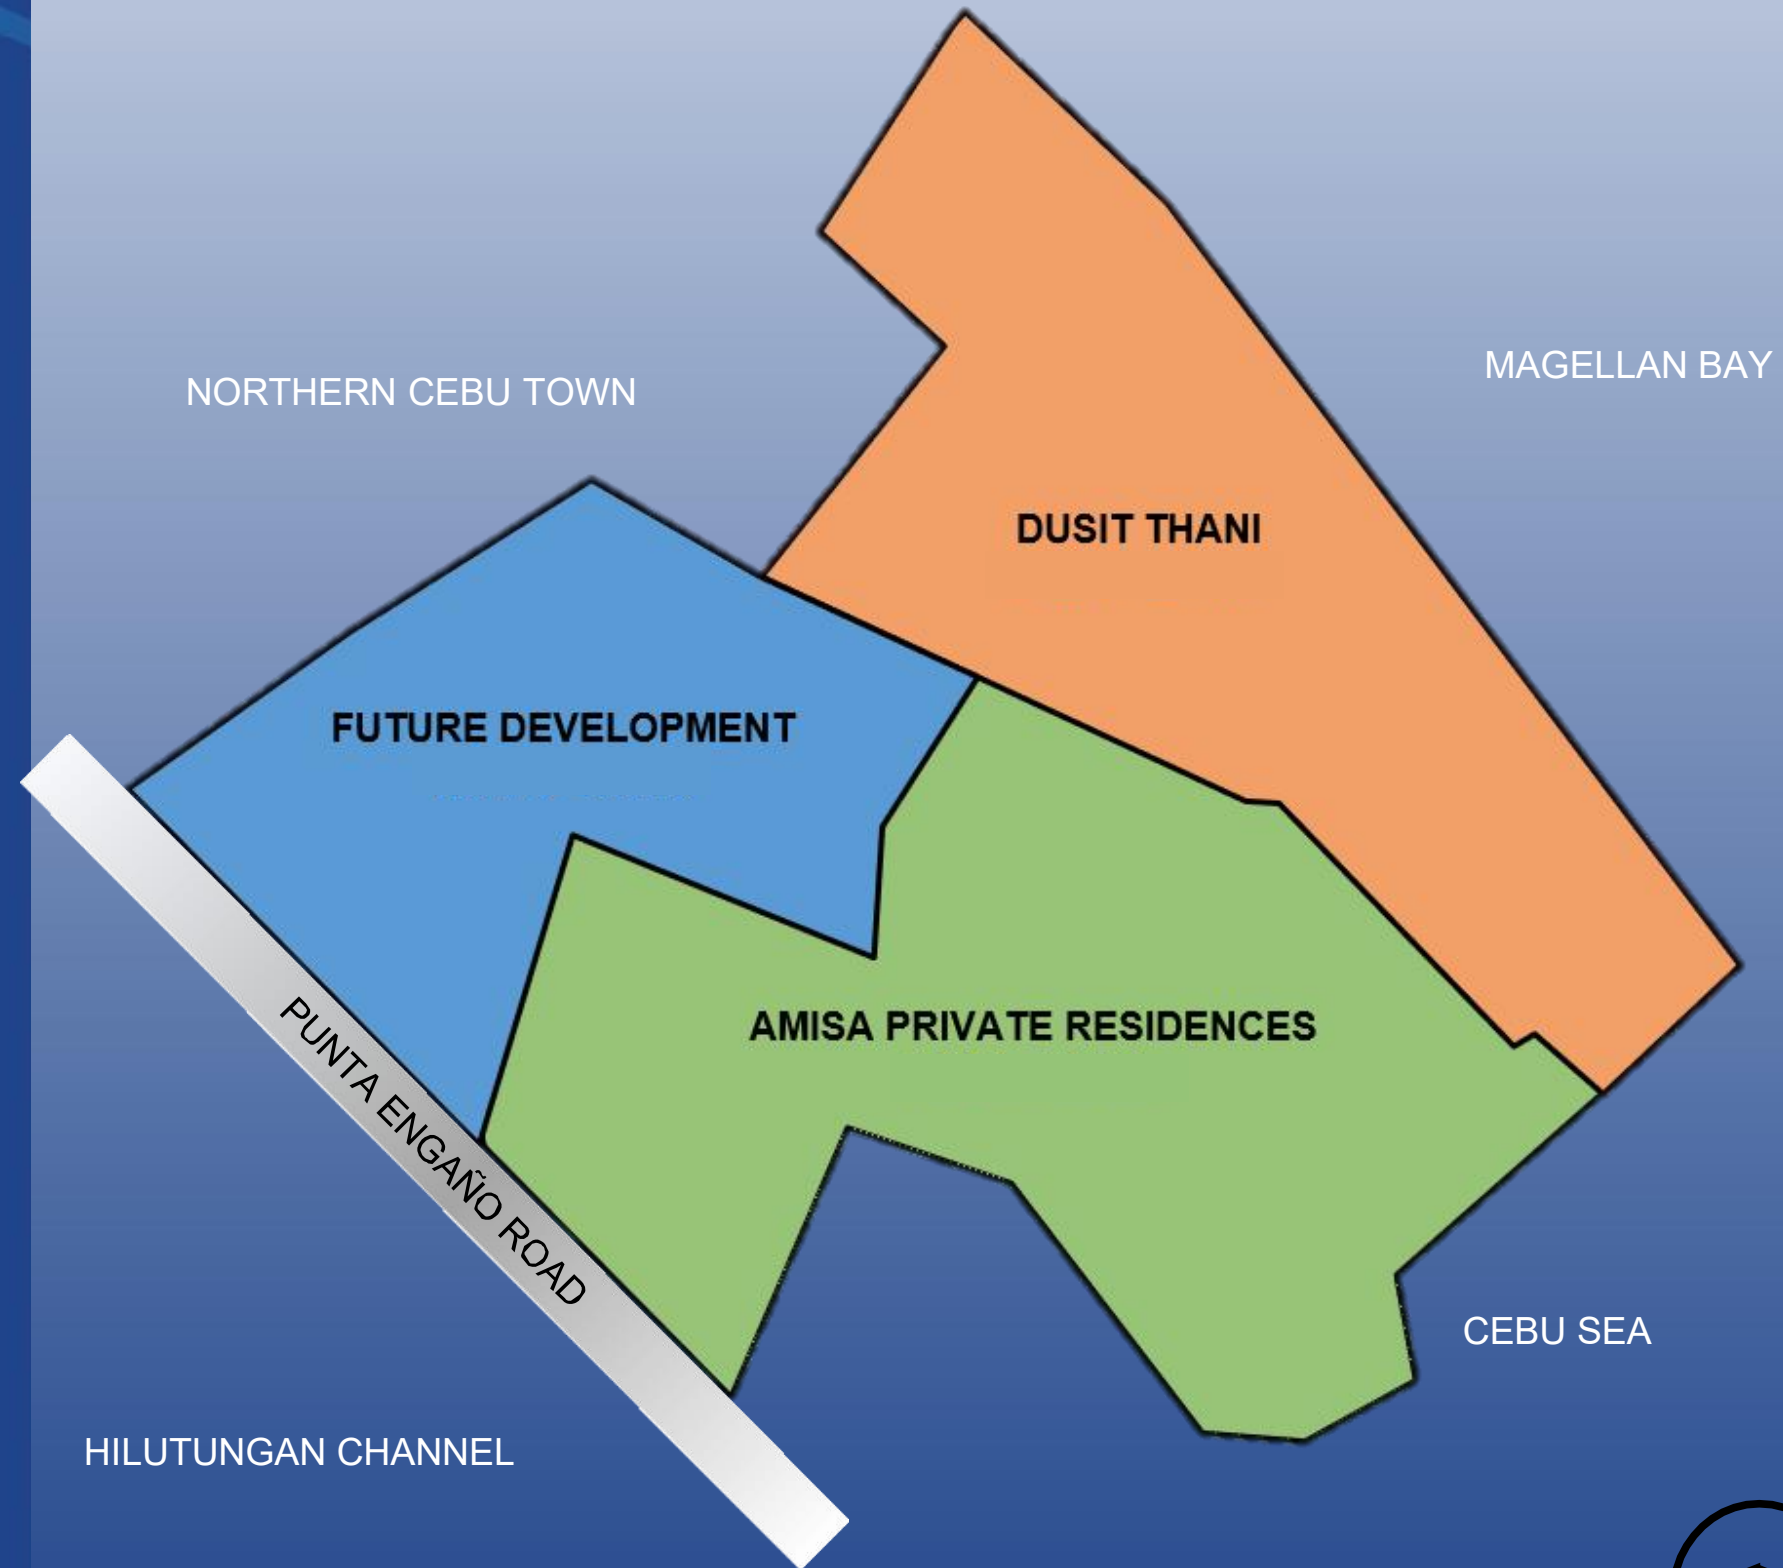 MAGELLAN BAY
NORTHERN CEBU TOWN
DUSIT THANI
FUTURE DEVELOPMENT
AMISA PRIVATE RESIDENCES
PUNTA ENGAÑO ROAD
CEBU SEA
HILUTUNGAN CHANNEL